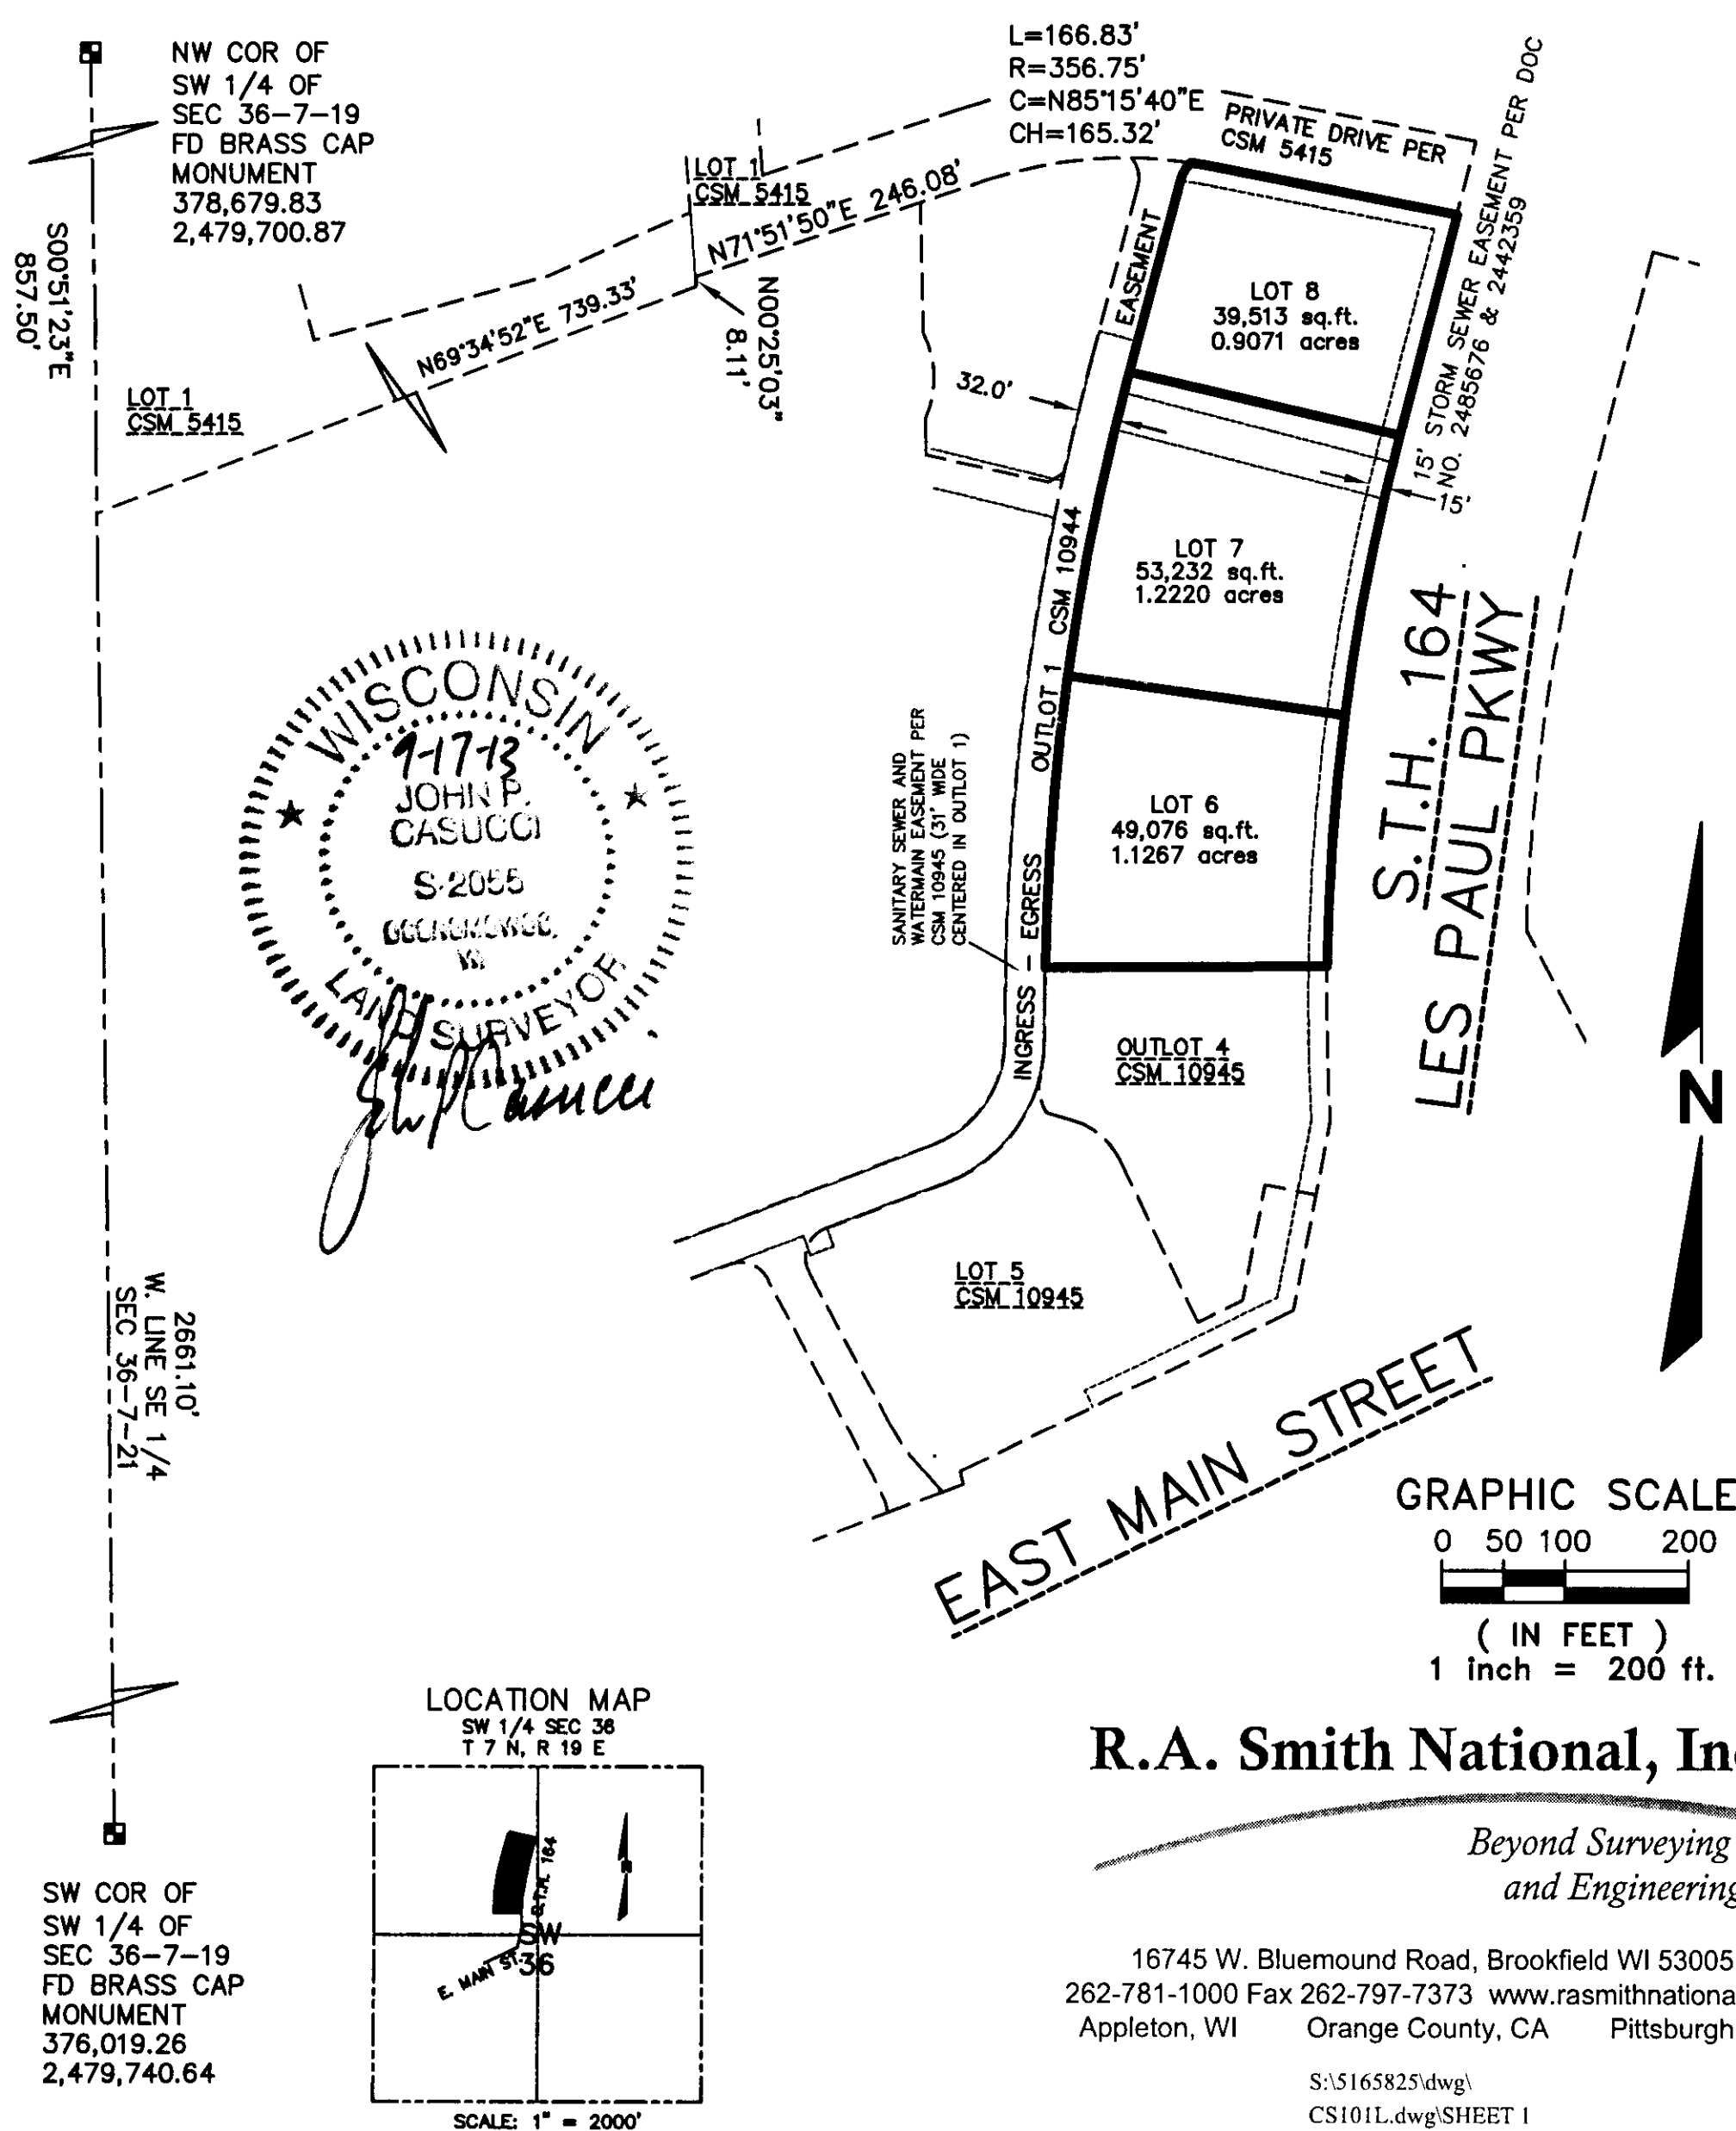 NW COR OF
SW 1/4 OF
SEC 36-7-19
FD BRASS CAP
MONUMENT
378,679.83
2,479,700.87
L=166.83'
R=356.75'
C=N85°15'40"E
CH=165.32'
PRIVATE DRIVE PER
CSM 5415
15' STORM SEWER EASEMENT PER DOC
NO. 2485676 & 2442359
LOT 1
CSM 5415
N71°51'50"E 246.08'
N00°25'03"
8.11'
N69°34'52"E 739.33'
S00°51'23"E
857.50'
LOT 1
CSM 5415
EASEMENT
32.0'
LOT 8
39,513 sq.ft.
0.9071 acres
15'
LOT 7
53,232 sq.ft.
1.2220 acres
OUTLOT 1 CSM 10944
S.T.H. 164
LES PAUL PKWY
SANITARY SEWER AND
WATERMAIN EASEMENT PER
CSM 10945 (31' WIDE
CENTERED IN OUTLOT 1)
LOT 6
49,076 sq.ft.
1.1267 acres
INGRESS - EGRESS
WISCONSIN
9-17-13
JOHN P.
CASUCCI
S-2055
WI
LAND SURVEYOR
John P Casucci
OUTLOT 4
CSM 10945
N
LOT 5
CSM 10945
2661.10'
W. LINE SE 1/4
SEC 36-7-21
EAST MAIN STREET
GRAPHIC SCALE
0 50 100 200
( IN FEET )
1 inch = 200 ft.
LOCATION MAP
SW 1/4 SEC 36
T 7 N, R 19 E
S.T.H. 164
N
SW
36
E. MAIN ST.
SCALE: 1" = 2000'
SW COR OF
SW 1/4 OF
SEC 36-7-19
FD BRASS CAP
MONUMENT
376,019.26
2,479,740.64
R.A. Smith National, Inc
Beyond Surveying
and Engineering
16745 W. Bluemound Road, Brookfield WI 53005
262-781-1000 Fax 262-797-7373 www.rasmithnationa
Appleton, WI Orange County, CA Pittsburgh
S:\5165825\dwg\
CS101L.dwg\SHEET 1